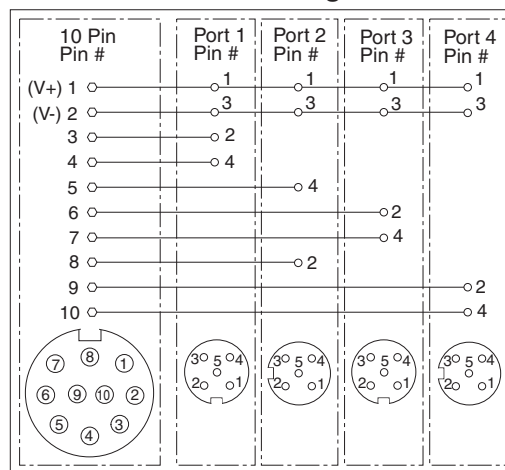 10 Pin Port 1 Port 2 Port 3 Port 4
Pin # Pin # Pin # Pin # Pin #
(V+) 1 1 1 1 1
(V-) 2 3 3 3 3
3 2
4 4
5 4
6 2
7 4
8 2
9 2
10 4
7 8 1
6 9 10 2
5 4 3
3 5 4 3 5 4 3 5 4 3 5 4
2 1 2 1 2 1 2 1